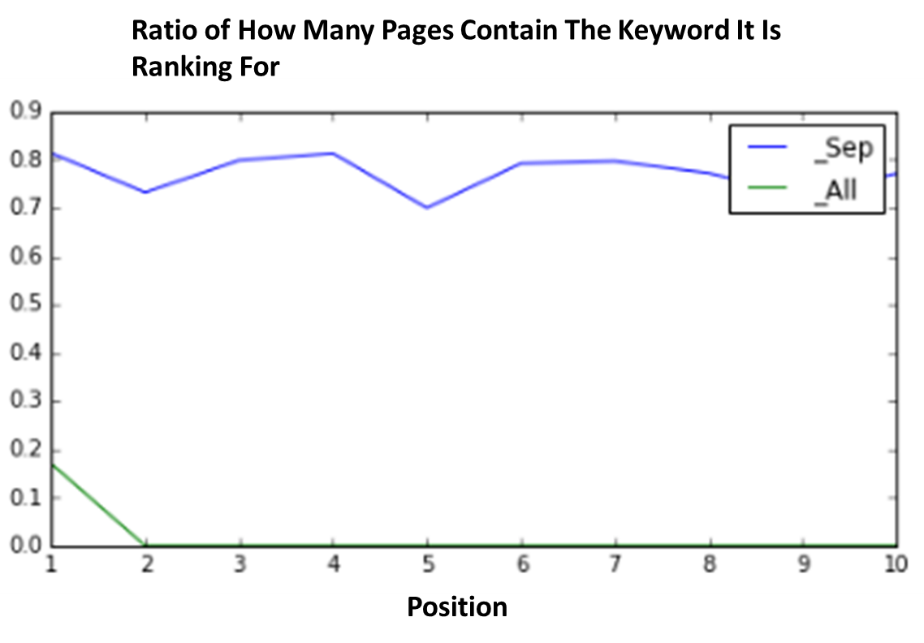 Ratio of How Many Pages Contain The Keyword It Is
Ranking For
0.9
0.8
0.7
0.6
0.5
0.4
0.3
0.2
0.1
0.0
_Sep
_All
1 2 3 4 5 6 7 8 9 10
Position